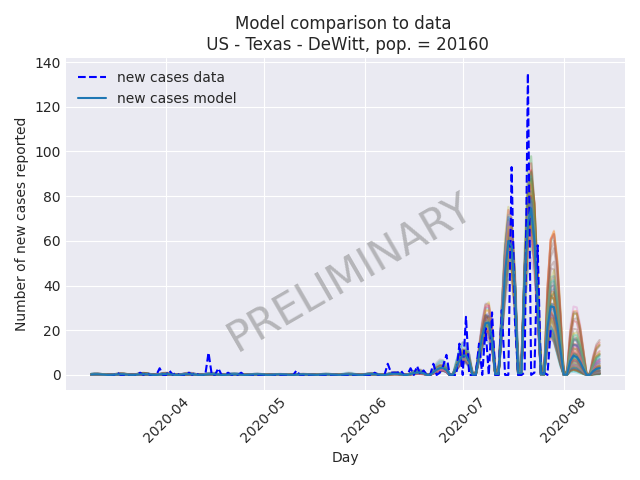 Model comparison to data
US - Texas - DeWitt, pop. = 20160
140
120
100
80
60
40
20
0
Number of new cases reported
new cases data
new cases model
PRELIMINARY
2020-04
2020-05
2020-06
2020-07
2020-08
Day